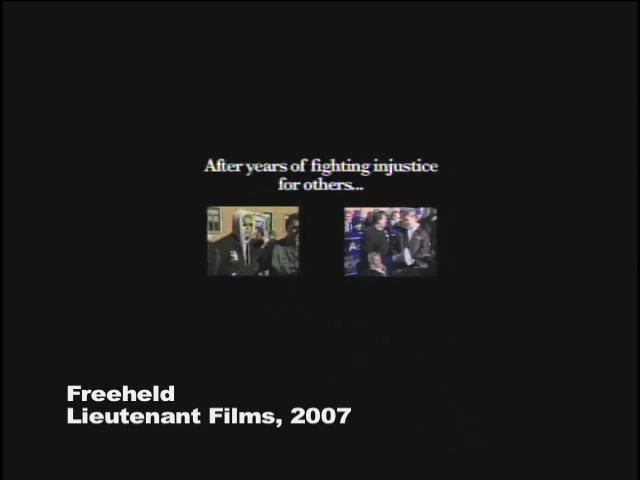 After years of fighting injustice
for others...
Freeheld
Lieutenant Films, 2007